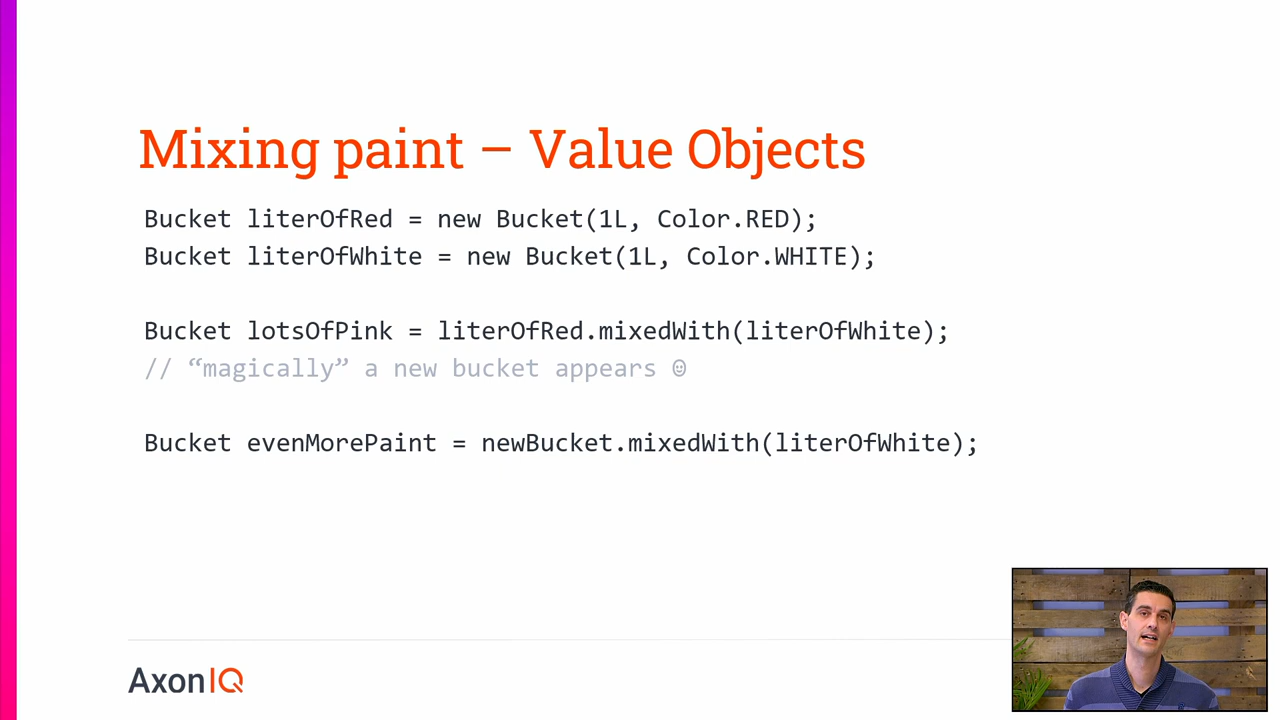 Mixing paint – Value Objects
Bucket literOfRed = new Bucket(1L, Color.RED);
Bucket literOfWhite = new Bucket(1L, Color.WHITE);
Bucket lotsOfPink = literOfRed.mixedWith(literOfWhite);
// “magically” a new bucket appears ☺
Bucket evenMorePaint = newBucket.mixedWith(literOfWhite);
AxonIQ